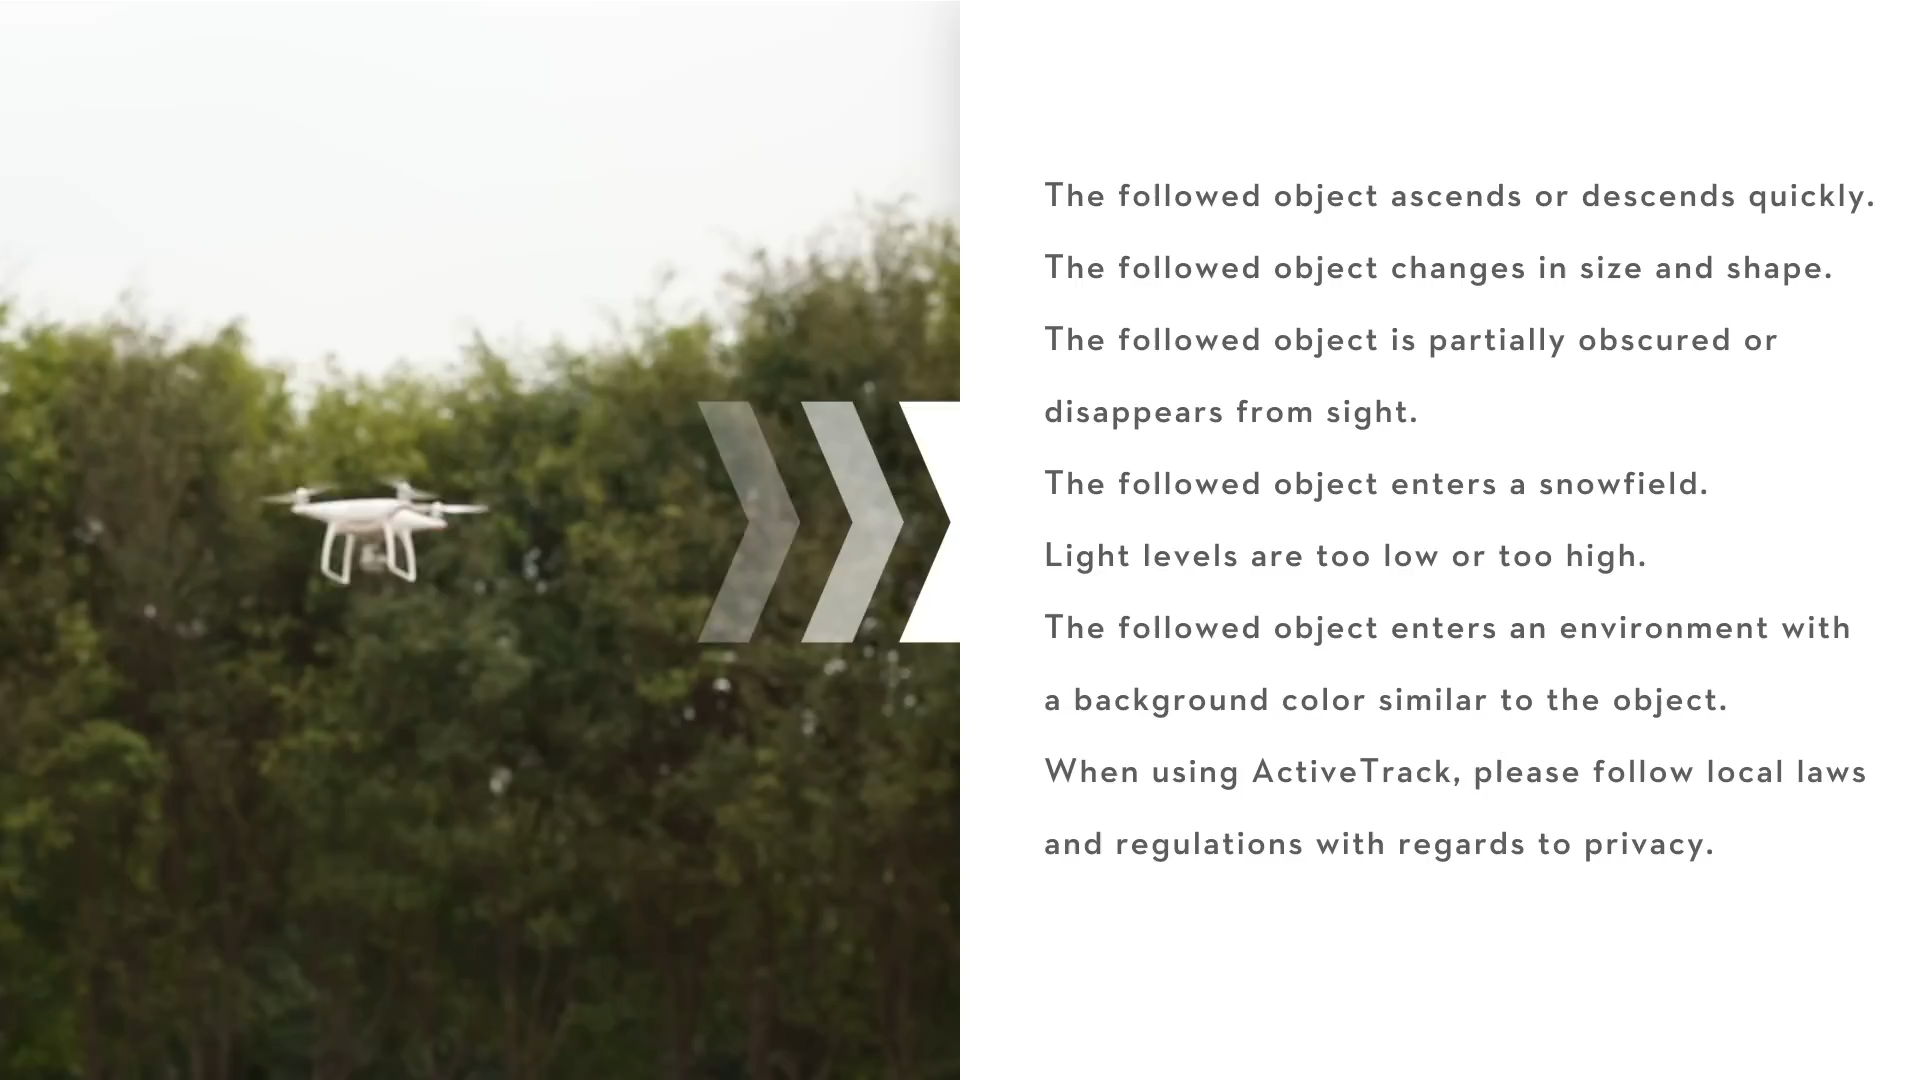 The followed object ascends or descends quickly.
The followed object changes in size and shape.
The followed object is partially obscured or
disappears from sight.
The followed object enters a snowfield.
Light levels are too low or too high.
The followed object enters an environment with
a background color similar to the object.
When using ActiveTrack, please follow local laws
and regulations with regards to privacy.